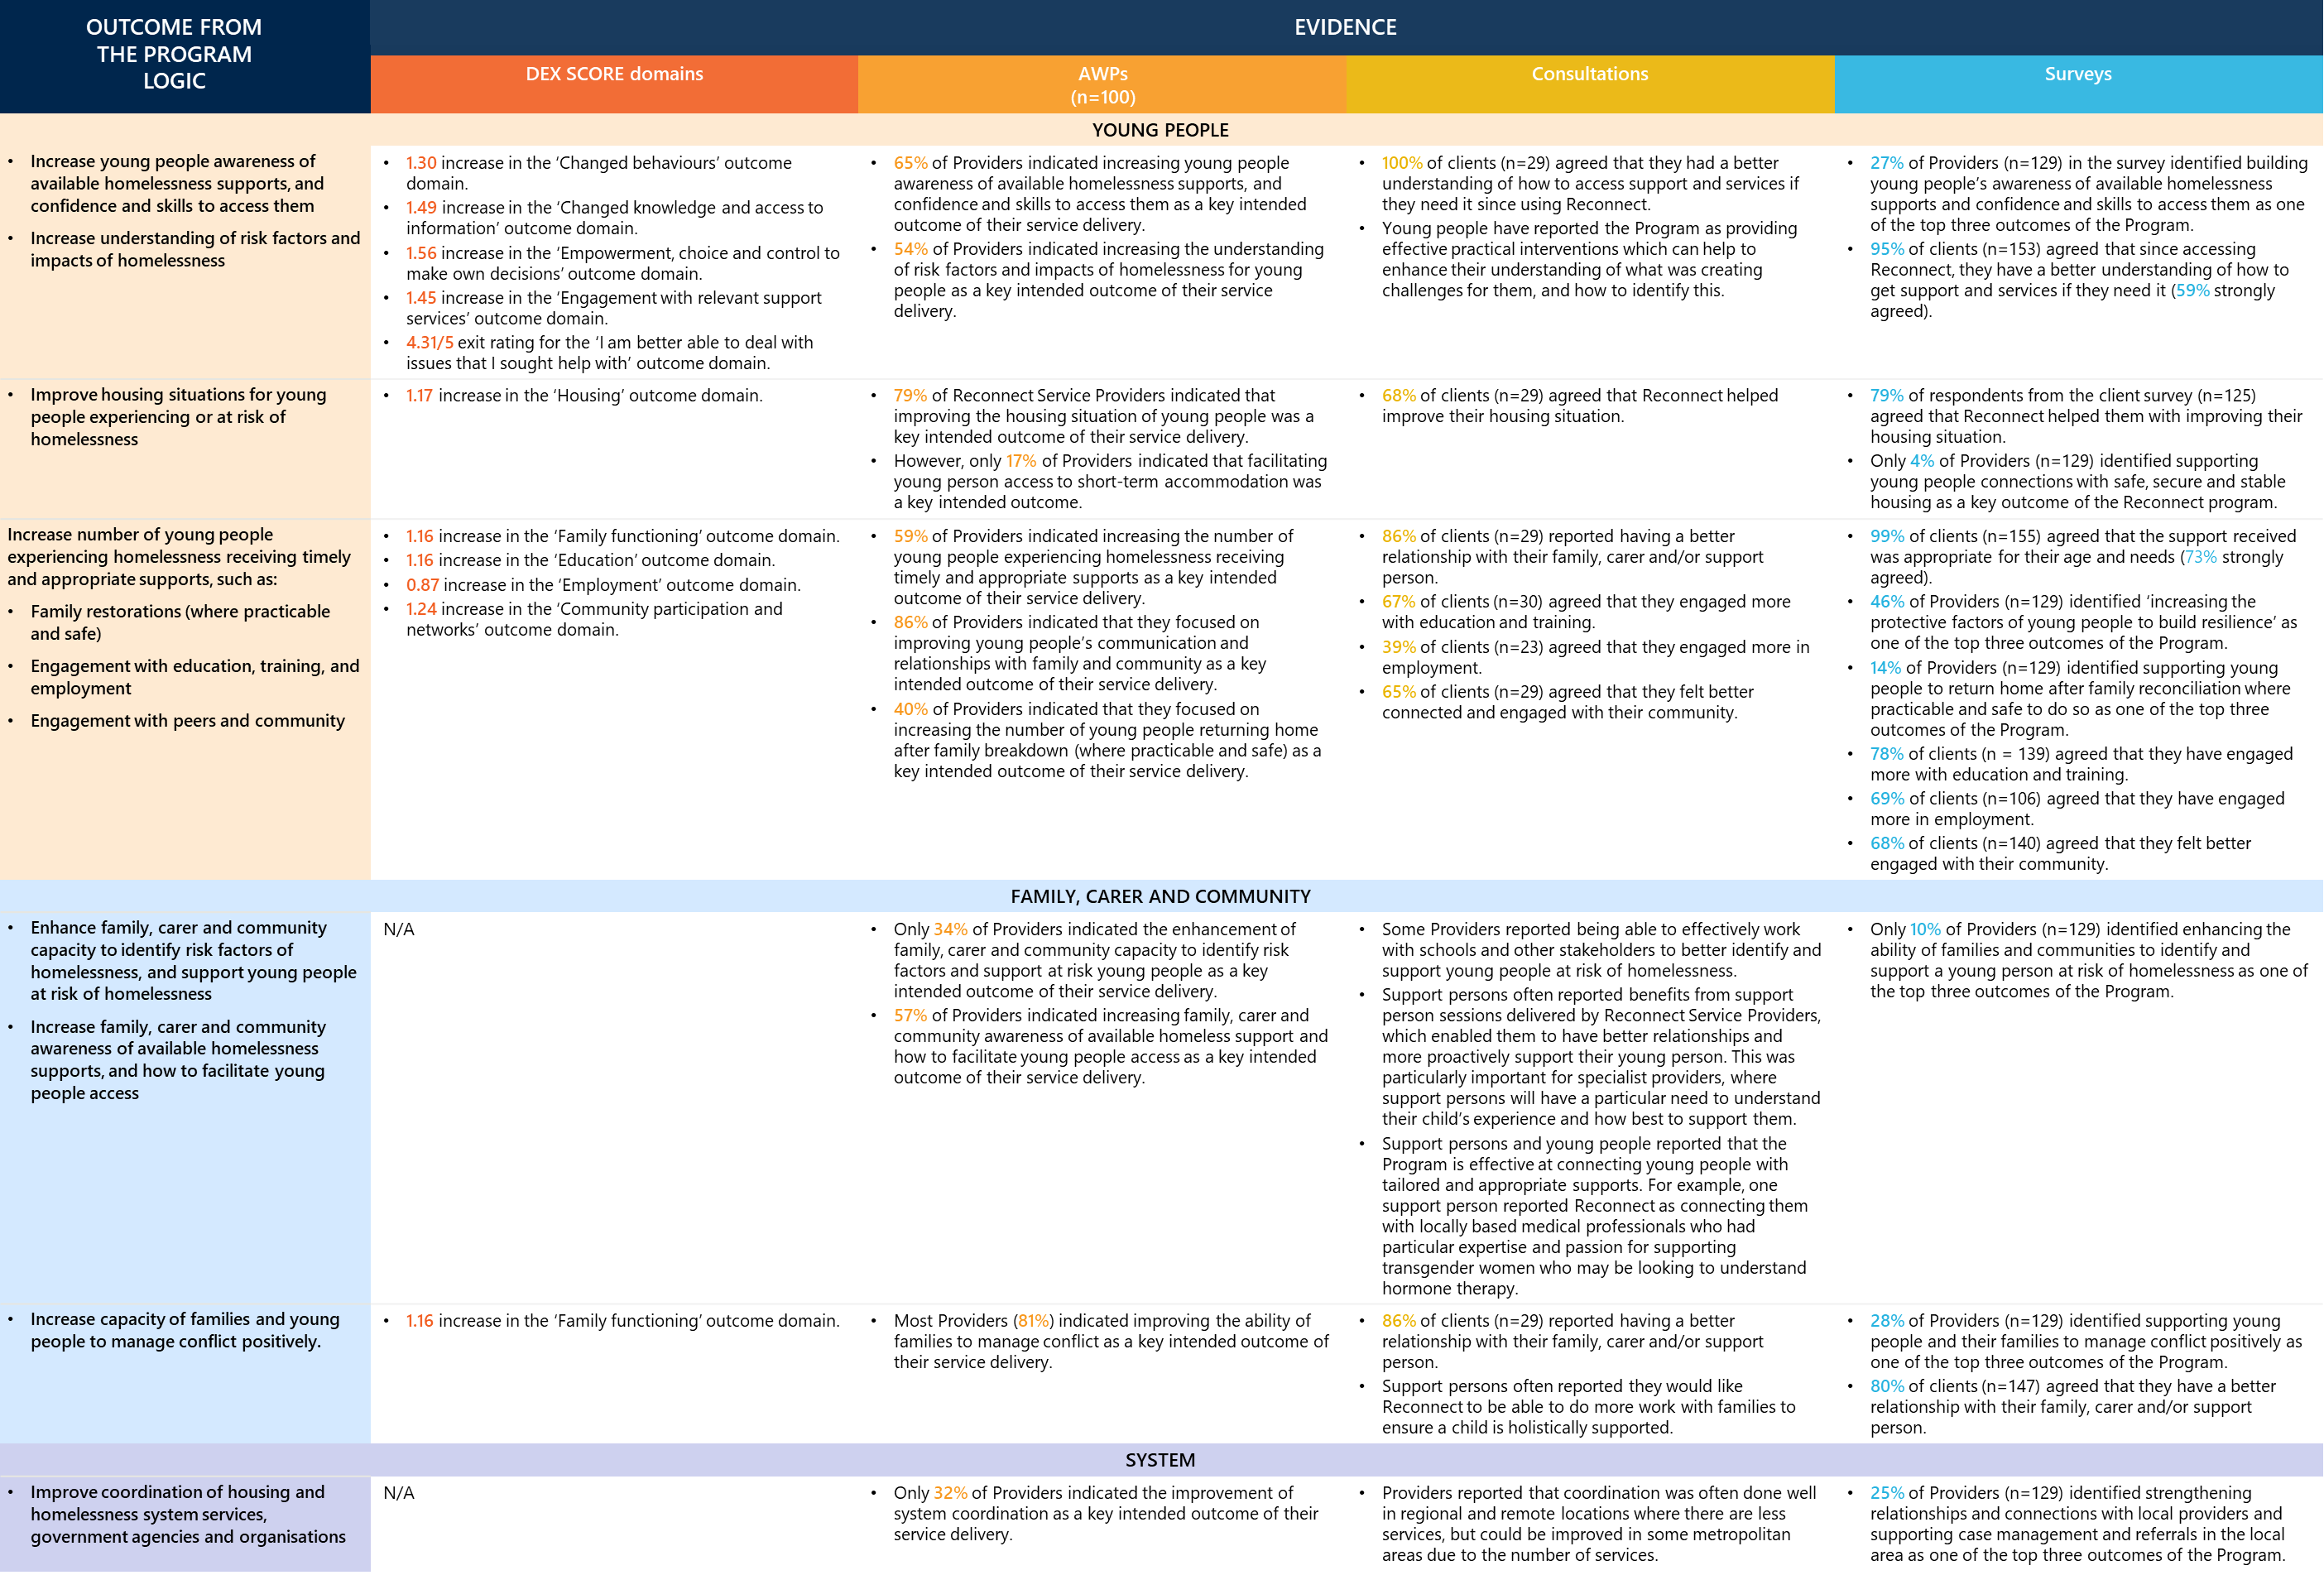 OUTCOME FROM
THE PROGRAM
LOGIC
EVIDENCE
DEX SCORE domains
AWPs
(n=100)
Consultations
Surveys
YOUNG PEOPLE
• Increase young people awareness of
available homelessness supports, and
confidence and skills to access them
• Increase understanding of risk factors and
impacts of homelessness
• 1.30 increase in the ‘Changed behaviours’ outcome
domain.
• 1.49 increase in the ‘Changed knowledge and access to
information’ outcome domain.
• 1.56 increase in the ‘Empowerment, choice and control to
make own decisions’ outcome domain.
• 1.45 increase in the ‘Engagement with relevant support
services’ outcome domain.
• 4.31/5 exit rating for the ‘I am better able to deal with
issues that I sought help with’ outcome domain.
• 65% of Providers indicated increasing young people
awareness of available homelessness supports, and
confidence and skills to access them as a key intended
outcome of their service delivery.
• 54% of Providers indicated increasing the understanding
of risk factors and impacts of homelessness for young
people as a key intended outcome of their service
delivery.
• 100% of clients (n=29) agreed that they had a better
understanding of how to access support and services if
they need it since using Reconnect.
• Young people have reported the Program as providing
effective practical interventions which can help to
enhance their understanding of what was creating
challenges for them, and how to identify this.
• 27% of Providers (n=129) in the survey identified building
young people’s awareness of available homelessness
supports and confidence and skills to access them as one
of the top three outcomes of the Program.
• 95% of clients (n=153) agreed that since accessing
Reconnect, they have a better understanding of how to
get support and services if they need it (59% strongly
agreed).
• Improve housing situations for young
people experiencing or at risk of
homelessness
• 1.17 increase in the ‘Housing’ outcome domain.
• 79% of Reconnect Service Providers indicated that
improving the housing situation of young people was a
key intended outcome of their service delivery.
• However, only 17% of Providers indicated that facilitating
young person access to short-term accommodation was
a key intended outcome.
• 68% of clients (n=29) agreed that Reconnect helped
improve their housing situation.
• 79% of respondents from the client survey (n=125)
agreed that Reconnect helped them with improving their
housing situation.
• Only 4% of Providers (n=129) identified supporting
young people connections with safe, secure and stable
housing as a key outcome of the Reconnect program.
Increase number of young people
experiencing homelessness receiving timely
and appropriate supports, such as:
• Family restorations (where practicable
and safe)
• Engagement with education, training, and
employment
• Engagement with peers and community
• 1.16 increase in the ‘Family functioning’ outcome domain.
• 1.16 increase in the ‘Education’ outcome domain.
• 0.87 increase in the ‘Employment’ outcome domain.
• 1.24 increase in the ‘Community participation and
networks’ outcome domain.
• 59% of Providers indicated increasing the number of
young people experiencing homelessness receiving
timely and appropriate supports as a key intended
outcome of their service delivery.
• 86% of Providers indicated that they focused on
improving young people’s communication and
relationships with family and community as a key
intended outcome of their service delivery.
• 40% of Providers indicated that they focused on
increasing the number of young people returning home
after family breakdown (where practicable and safe) as a
key intended outcome of their service delivery.
• 86% of clients (n=29) reported having a better
relationship with their family, carer and/or support
person.
• 67% of clients (n=30) agreed that they engaged more
with education and training.
• 39% of clients (n=23) agreed that they engaged more in
employment.
• 65% of clients (n=29) agreed that they felt better
connected and engaged with their community.
• 99% of clients (n=155) agreed that the support received
was appropriate for their age and needs (73% strongly
agreed).
• 46% of Providers (n=129) identified ‘increasing the
protective factors of young people to build resilience’ as
one of the top three outcomes of the Program.
• 14% of Providers (n=129) identified supporting young
people to return home after family reconciliation where
practicable and safe to do so as one of the top three
outcomes of the Program.
• 78% of clients (n = 139) agreed that they have engaged
more with education and training.
• 69% of clients (n=106) agreed that they have engaged
more in employment.
• 68% of clients (n=140) agreed that they felt better
engaged with their community.
FAMILY, CARER AND COMMUNITY
• Enhance family, carer and community
capacity to identify risk factors of
homelessness, and support young people
at risk of homelessness
• Increase family, carer and community
awareness of available homelessness
supports, and how to facilitate young
people access
N/A
• Only 34% of Providers indicated the enhancement of
family, carer and community capacity to identify risk
factors and support at risk young people as a key
intended outcome of their service delivery.
• 57% of Providers indicated increasing family, carer and
community awareness of available homeless support and
how to facilitate young people access as a key intended
outcome of their service delivery.
• Some Providers reported being able to effectively work
with schools and other stakeholders to better identify and
support young people at risk of homelessness.
• Support persons often reported benefits from support
person sessions delivered by Reconnect Service Providers,
which enabled them to have better relationships and
more proactively support their young person. This was
particularly important for specialist providers, where
support persons will have a particular need to understand
their child’s experience and how best to support them.
• Support persons and young people reported that the
Program is effective at connecting young people with
tailored and appropriate supports. For example, one
support person reported Reconnect as connecting them
with locally based medical professionals who had
particular expertise and passion for supporting
transgender women who may be looking to understand
hormone therapy.
• Only 10% of Providers (n=129) identified enhancing the
ability of families and communities to identify and
support a young person at risk of homelessness as one of
the top three outcomes of the Program.
• Increase capacity of families and young
people to manage conflict positively.
• 1.16 increase in the ‘Family functioning’ outcome domain.
• Most Providers (81%) indicated improving the ability of
families to manage conflict as a key intended outcome of
their service delivery.
• 86% of clients (n=29) reported having a better
relationship with their family, carer and/or support
person.
• Support persons often reported they would like
Reconnect to be able to do more work with families to
ensure a child is holistically supported.
• 28% of Providers (n=129) identified supporting young
people and their families to manage conflict positively as
one of the top three outcomes of the Program.
• 80% of clients (n=147) agreed that they have a better
relationship with their family, carer and/or support
person.
SYSTEM
• Improve coordination of housing and
homelessness system services,
government agencies and organisations
N/A
• Only 32% of Providers indicated the improvement of
system coordination as a key intended outcome of their
service delivery.
• Providers reported that coordination was often done well
in regional and remote locations where there are less
services, but could be improved in some metropolitan
areas due to the number of services.
• 25% of Providers (n=129) identified strengthening
relationships and connections with local providers and
supporting case management and referrals in the local
area as one of the top three outcomes of the Program.